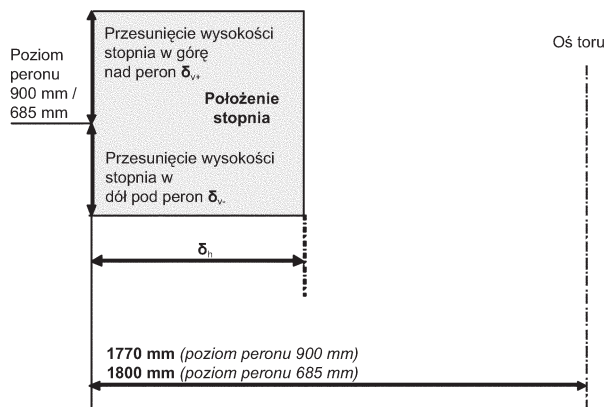 Przesunięcie wysokości
stopnia w górę
nad peron δv+
Poziom
peronu
900 mm /
685 mm
Oś toru
Położenie
stopnia
Przesunięcie wysokości
stopnia w
dół pod peron δv-
δh
1770 mm (poziom peronu 900 mm)
1800 mm (poziom peronu 685 mm)